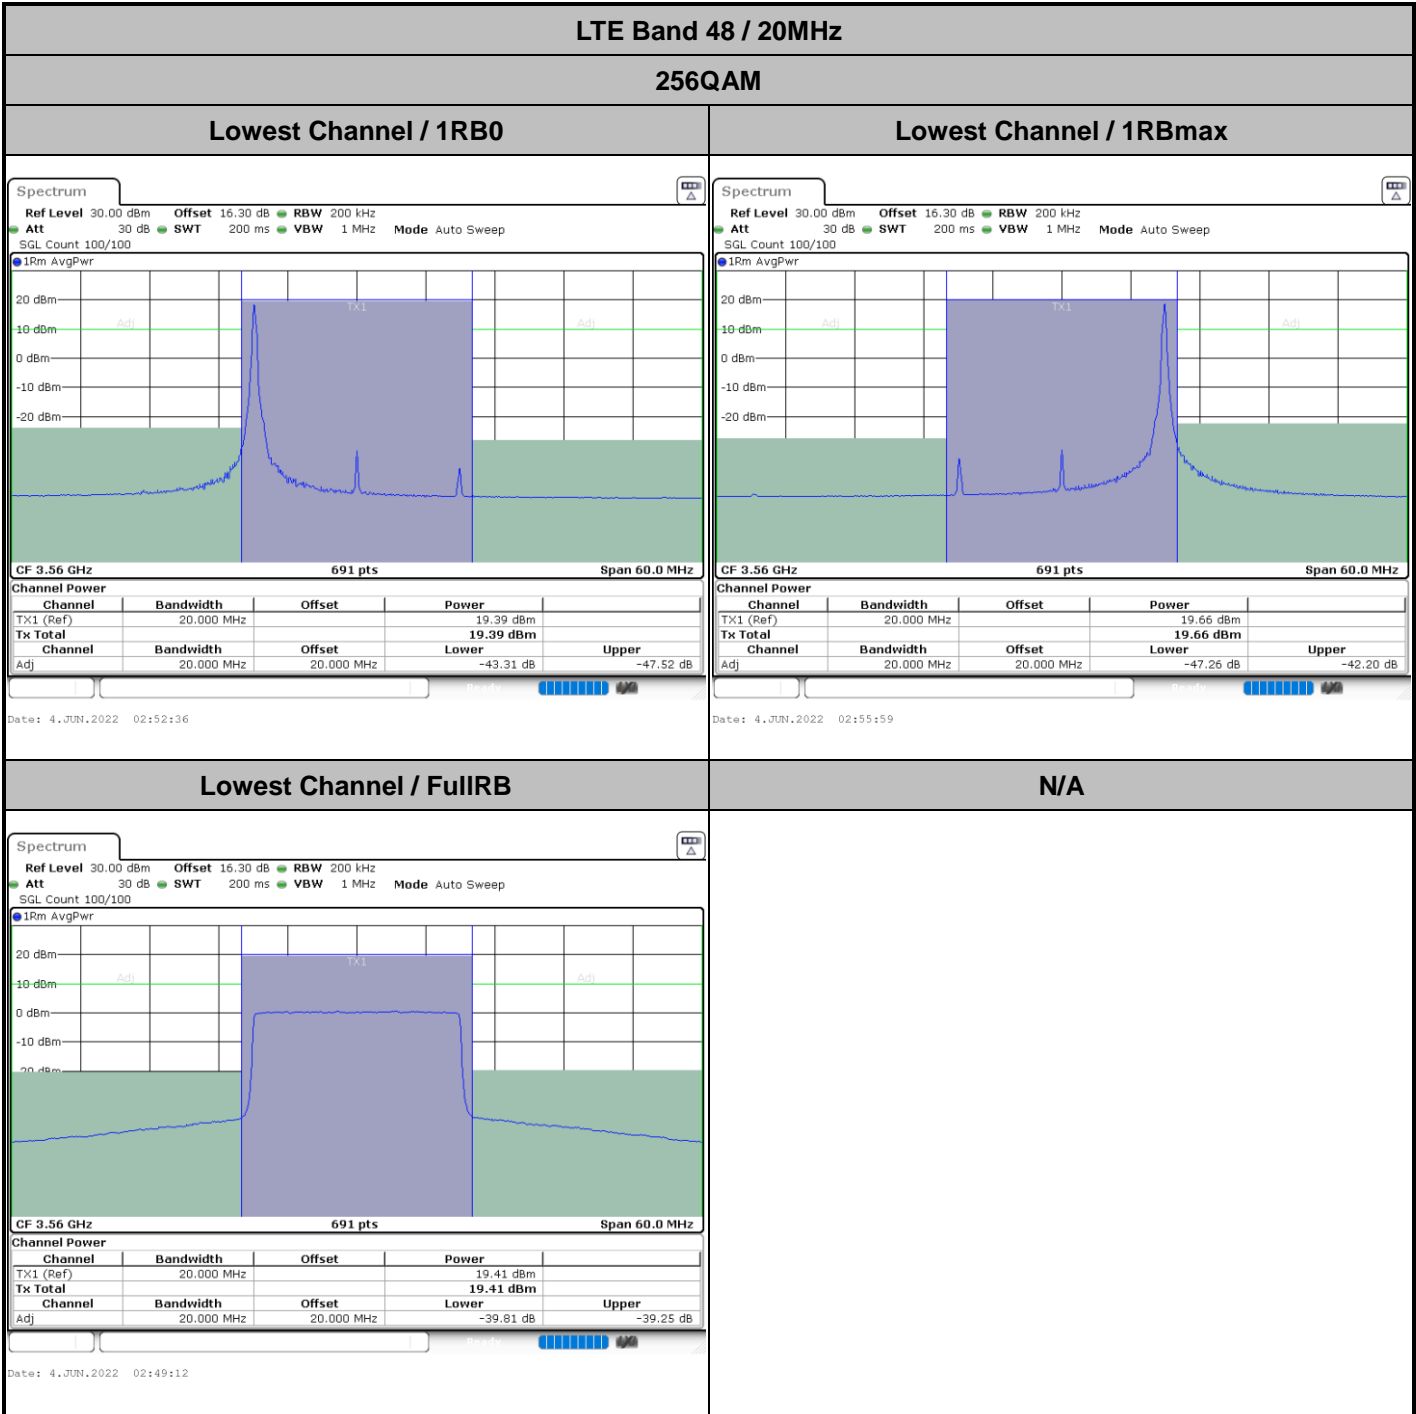 LTE Band 48 / 20MHz
256QAM
Lowest Channel / 1RB0
Lowest Channel / 1RBmax
Spectrum
Ref Level 30.00 dBm Offset 16.30 dB RBW 200 kHz
Att 30 dB SWT 200 ms VBW 1 MHz Mode Auto Sweep
SGL Count 100/100
1Rm AvgPwr
TX1
Adj
Adj
20 dBm
10 dBm
0 dBm
-10 dBm
-20 dBm
CF 3.56 GHz 691 pts Span 60.0 MHz
Channel Power
Channel Bandwidth Offset Power
TX1 (Ref) 20.000 MHz 19.39 dBm
Tx Total 19.39 dBm
Channel Bandwidth Offset Lower Upper
Adj 20.000 MHz 20.000 MHz -43.31 dB -47.52 dB
Ready
Date: 4.JUN.2022 02:52:36
Spectrum
Ref Level 30.00 dBm Offset 16.30 dB RBW 200 kHz
Att 30 dB SWT 200 ms VBW 1 MHz Mode Auto Sweep
SGL Count 100/100
1Rm AvgPwr
TX1
Adj
Adj
20 dBm
10 dBm
0 dBm
-10 dBm
-20 dBm
CF 3.56 GHz 691 pts Span 60.0 MHz
Channel Power
Channel Bandwidth Offset Power
TX1 (Ref) 20.000 MHz 19.66 dBm
Tx Total 19.66 dBm
Channel Bandwidth Offset Lower Upper
Adj 20.000 MHz 20.000 MHz -47.26 dB -42.20 dB
Ready
Date: 4.JUN.2022 02:55:59
Lowest Channel / FullRB
N/A
Spectrum
Ref Level 30.00 dBm Offset 16.30 dB RBW 200 kHz
Att 30 dB SWT 200 ms VBW 1 MHz Mode Auto Sweep
SGL Count 100/100
1Rm AvgPwr
TX1
Adj
Adj
20 dBm
10 dBm
0 dBm
-10 dBm
-20 dBm
CF 3.56 GHz 691 pts Span 60.0 MHz
Channel Power
Channel Bandwidth Offset Power
TX1 (Ref) 20.000 MHz 19.41 dBm
Tx Total 19.41 dBm
Channel Bandwidth Offset Lower Upper
Adj 20.000 MHz 20.000 MHz -39.81 dB -39.25 dB
Ready
Date: 4.JUN.2022 02:49:12